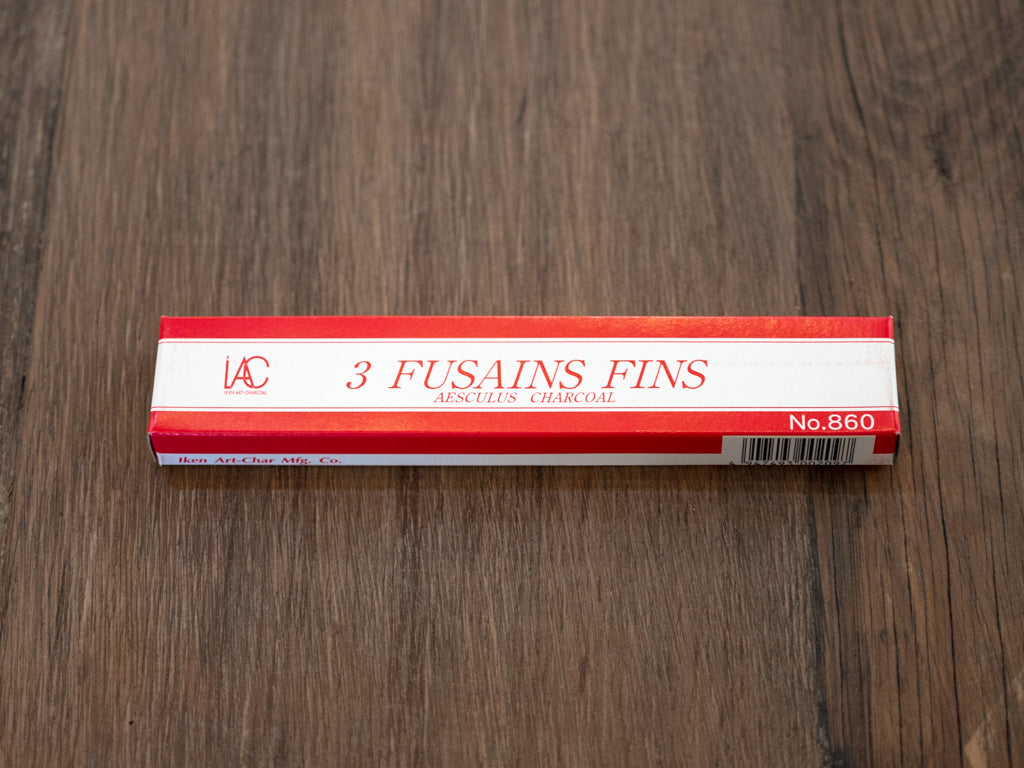 iAC
IKEN ART CHARCOAL
3 FUSAINS FINS
AESCULUS CHARCOAL
No.860
Iken Art-Char Mfg. Co.